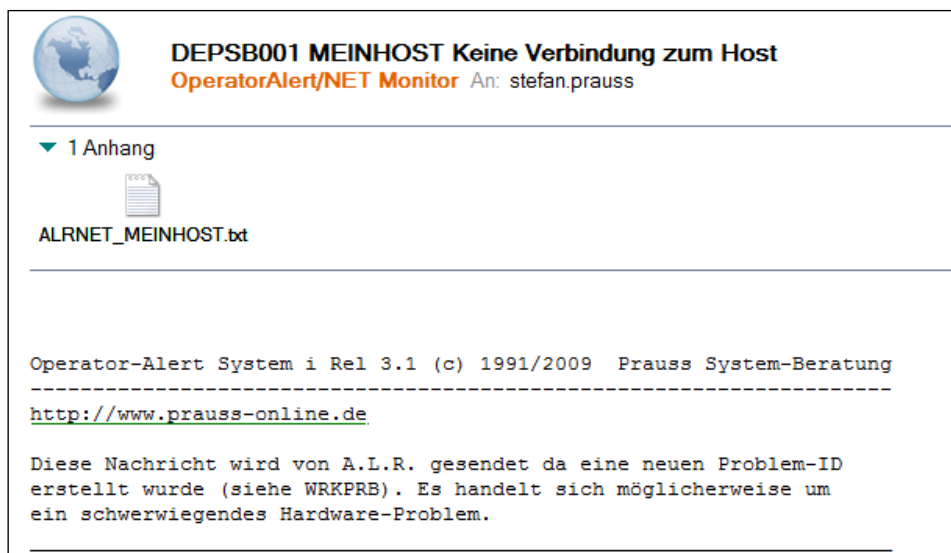 DEPSB001 MEINHOST Keine Verbindung zum Host
OperatorAlert/NET Monitor An: stefan.prauss
1 Anhang
ALRNET_MEINHOST.txt
Operator-Alert System i Rel 3.1 (c) 1991/2009  Prauss System-Beratung
---------------------------------------------------------------------
http://www.prauss-online.de
Diese Nachricht wird von A.L.R. gesendet da eine neuen Problem-ID
erstellt wurde (siehe WRKPRB). Es handelt sich möglicherweise um
ein schwerwiegendes Hardware-Problem.